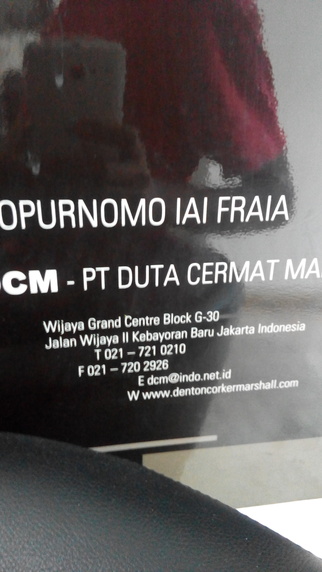 OPURNOMO IAI FRAIA
DCM - PT DUTA CERMAT MA
Wijaya Grand Centre Block G-30
Jalan Wijaya II Kebayoran Baru Jakarta Indonesia
T 021 – 721 0210
F 021 – 720 2926
E dcm@indo.net.id
W www.dentoncorkermarshall.com